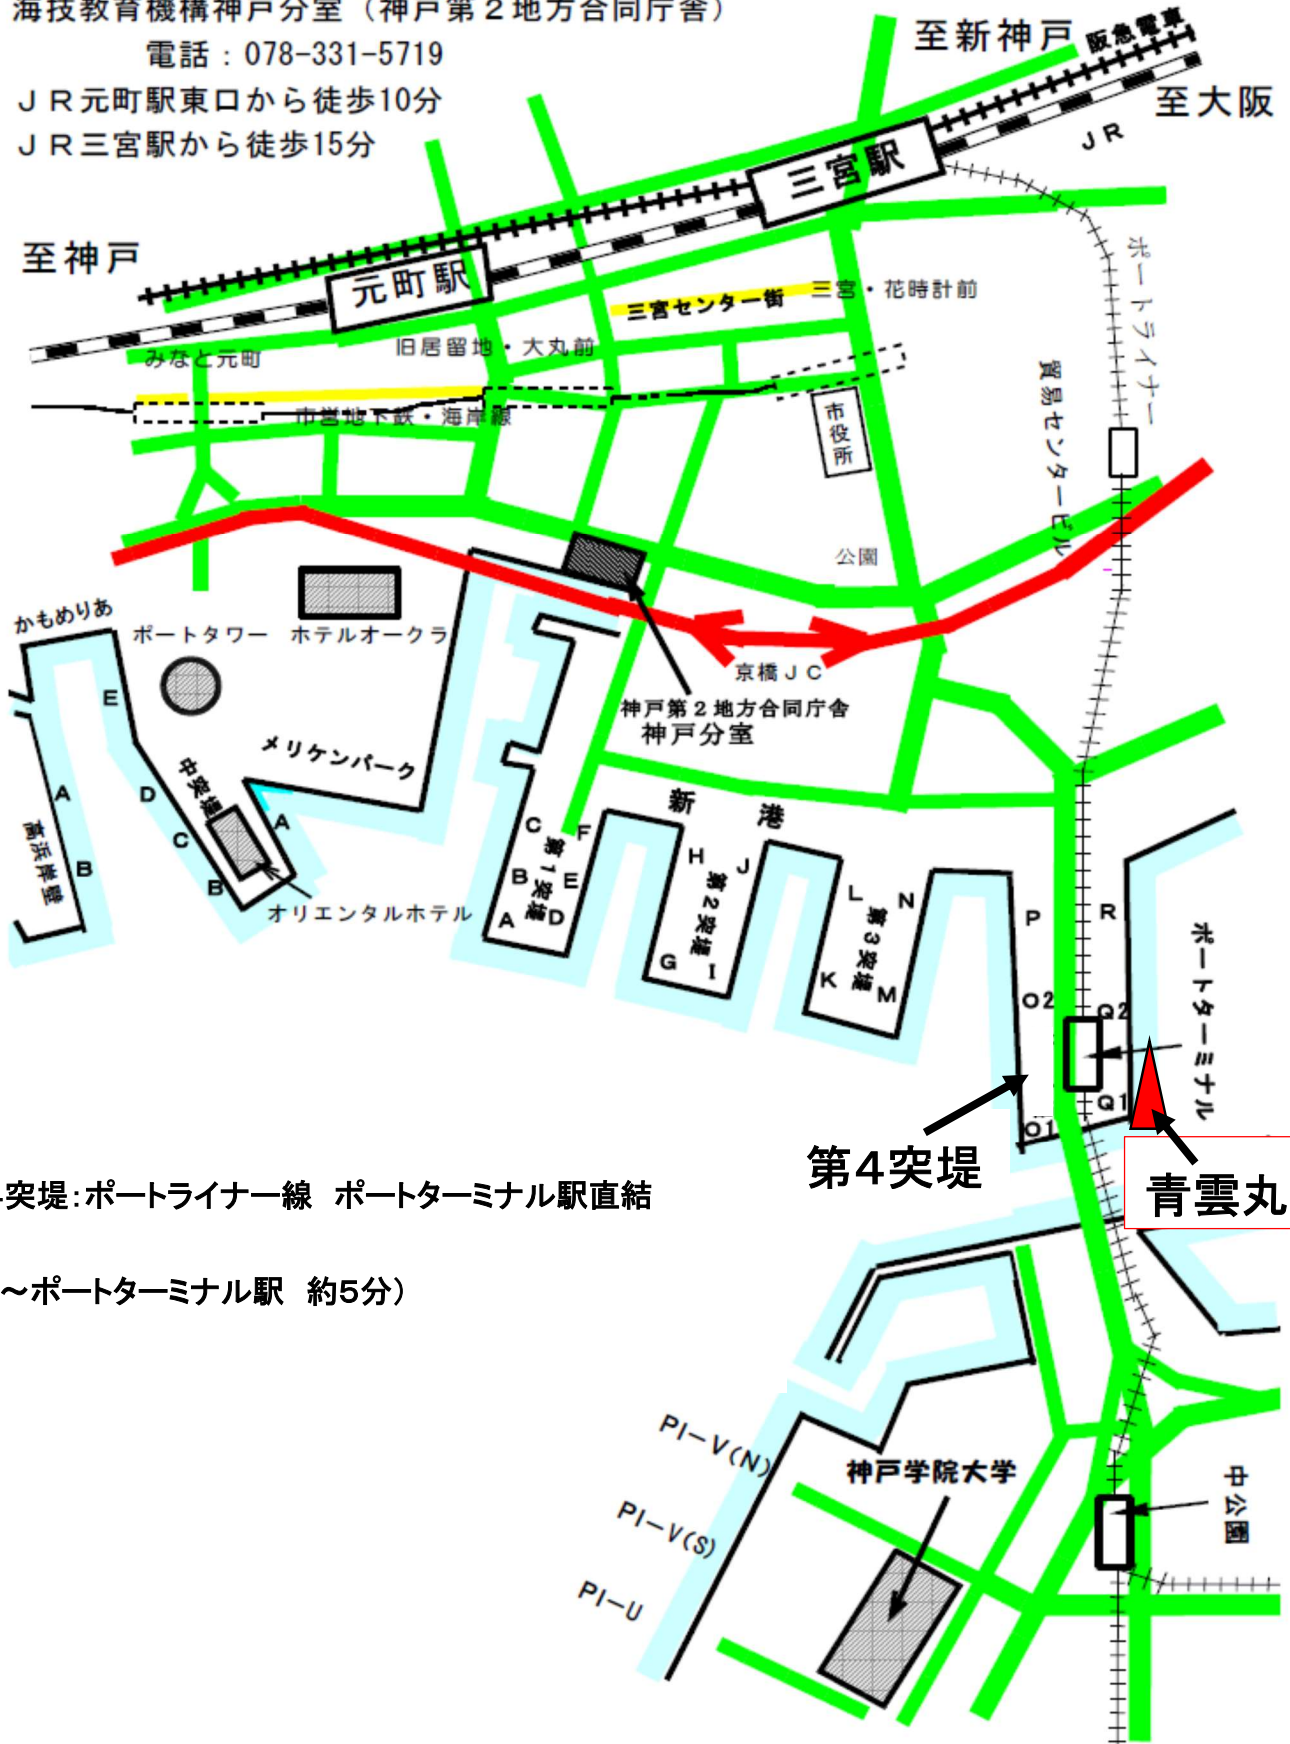 海技教育機構神戸分室（神戸第２地方合同庁舎）
電話：078-331-5719
ＪＲ元町駅東口から徒歩10分
ＪＲ三宮駅から徒歩15分
至新神戸
阪急電車
至大阪
ＪＲ
三宮駅
至神戸
元町駅
ポートライナー
三宮センター街
三宮・花時計前
みなと元町
旧居留地・大丸前
市営地下鉄・海岸線
市役所
貿易センタービル
公園
かもめりあ
ポートタワー
ホテルオークラ
京橋ＪＣ
神戸第２地方合同庁舎
神戸分室
メリケンパーク
中突堤
E
D
C
B
A
A
B
高浜岸壁
オリエンタルホテル
新港
C
F
B
E
A
D
第１突堤
H
J
G
I
第２突堤
L
N
K
M
第３突堤
P
R
O2
Q2
Q1
O1
ポートターミナル
第４突堤
青雲丸
突堤：ポートライナー線　ポートターミナル駅直結
～ポートターミナル駅　約5分）
PI－V(N)
PI－V(S)
PI－U
神戸学院大学
中公園